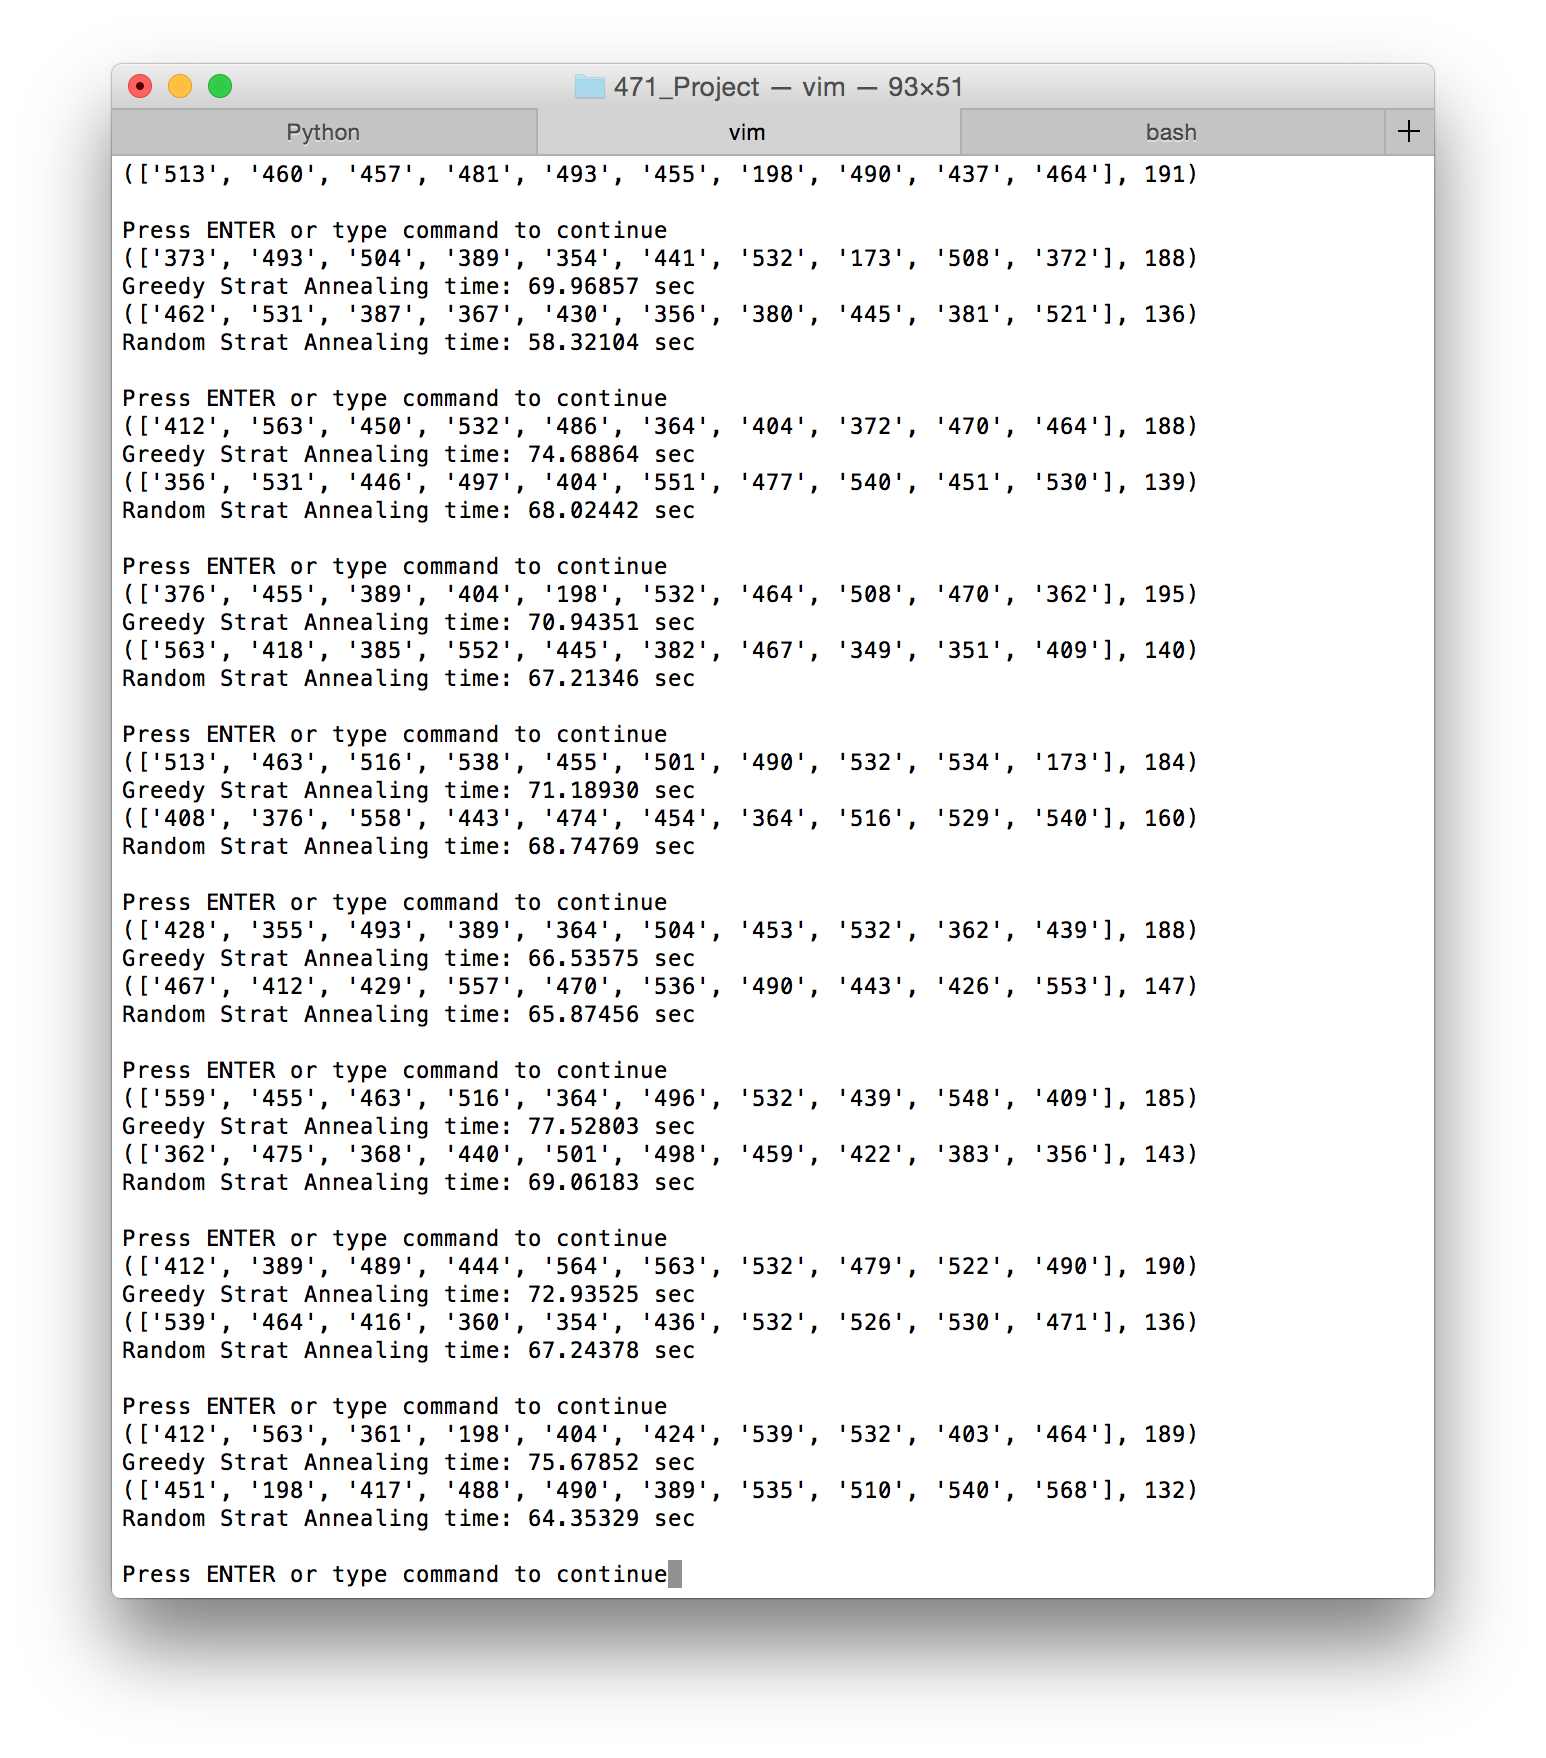 471_Project — vim — 93×51
Python vim bash +
(['513', '460', '457', '481', '493', '455', '198', '490', '437', '464'], 191)
Press ENTER or type command to continue
(['373', '493', '504', '389', '354', '441', '532', '173', '508', '372'], 188)
Greedy Strat Annealing time: 69.96857 sec
(['462', '531', '387', '367', '430', '356', '380', '445', '381', '521'], 136)
Random Strat Annealing time: 58.32104 sec
Press ENTER or type command to continue
(['412', '563', '450', '532', '486', '364', '404', '372', '470', '464'], 188)
Greedy Strat Annealing time: 74.68864 sec
(['356', '531', '446', '497', '404', '551', '477', '540', '451', '530'], 139)
Random Strat Annealing time: 68.02442 sec
Press ENTER or type command to continue
(['376', '455', '389', '404', '198', '532', '464', '508', '470', '362'], 195)
Greedy Strat Annealing time: 70.94351 sec
(['563', '418', '385', '552', '445', '382', '467', '349', '351', '409'], 140)
Random Strat Annealing time: 67.21346 sec
Press ENTER or type command to continue
(['513', '463', '516', '538', '455', '501', '490', '532', '534', '173'], 184)
Greedy Strat Annealing time: 71.18930 sec
(['408', '376', '558', '443', '474', '454', '364', '516', '529', '540'], 160)
Random Strat Annealing time: 68.74769 sec
Press ENTER or type command to continue
(['428', '355', '493', '389', '364', '504', '453', '532', '362', '439'], 188)
Greedy Strat Annealing time: 66.53575 sec
(['467', '412', '429', '557', '470', '536', '490', '443', '426', '553'], 147)
Random Strat Annealing time: 65.87456 sec
Press ENTER or type command to continue
(['559', '455', '463', '516', '364', '496', '532', '439', '548', '409'], 185)
Greedy Strat Annealing time: 77.52803 sec
(['362', '475', '368', '440', '501', '498', '459', '422', '383', '356'], 143)
Random Strat Annealing time: 69.06183 sec
Press ENTER or type command to continue
(['412', '389', '489', '444', '564', '563', '532', '479', '522', '490'], 190)
Greedy Strat Annealing time: 72.93525 sec
(['539', '464', '416', '360', '354', '436', '532', '526', '530', '471'], 136)
Random Strat Annealing time: 67.24378 sec
Press ENTER or type command to continue
(['412', '563', '361', '198', '404', '424', '539', '532', '403', '464'], 189)
Greedy Strat Annealing time: 75.67852 sec
(['451', '198', '417', '488', '490', '389', '535', '510', '540', '568'], 132)
Random Strat Annealing time: 64.35329 sec
Press ENTER or type command to continue